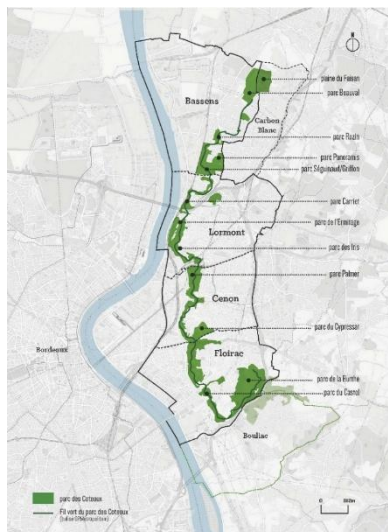 plaine du Faisan
parc Beauval
Bassens
Carbon
Blanc
parc Rozin
parc Panoramis
parc Séguinaud/Griffon
parc Carriet
parc de l'Ermitage
Lormont
parc des Iris
parc Palmer
Cenon
parc du Cypressat
Floirac
Bordeaux
parc de la Burthe
parc du Castel
Bouliac
parc des Coteaux
Fil vert du parc des Coteaux